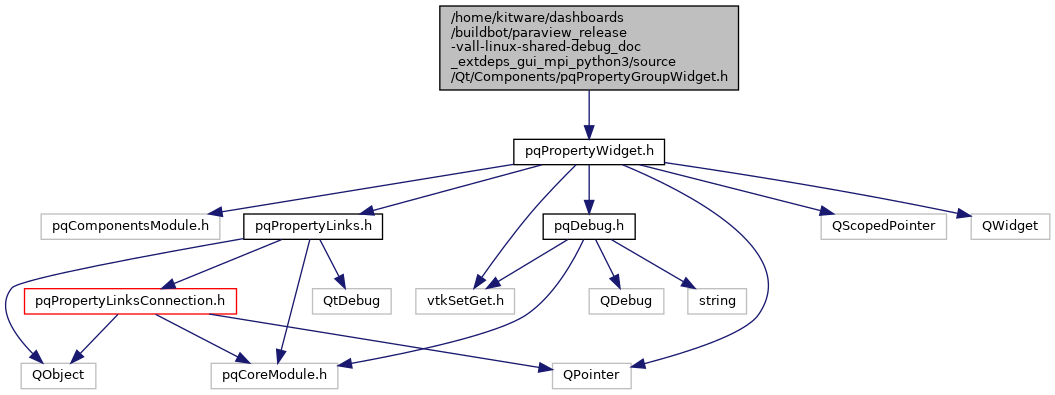 /home/kitware/dashboards
/buildbot/paraview_release
-vall-linux-shared-debug_doc
_extdeps_gui_mpi_python3/source
/Qt/Components/pqPropertyGroupWidget.h
pqPropertyWidget.h
pqComponentsModule.h
pqPropertyLinks.h
pqDebug.h
QScopedPointer
QWidget
pqPropertyLinksConnection.h
QtDebug
vtkSetGet.h
QDebug
string
QObject
pqCoreModule.h
QPointer